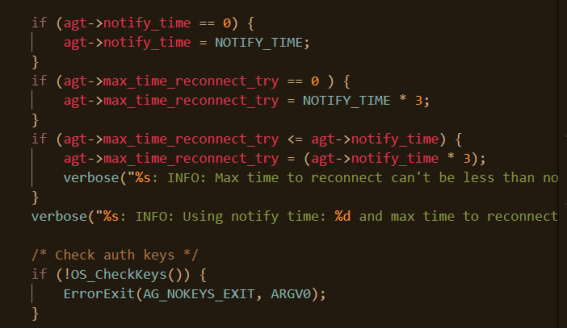 if (agt->notify_time == 0) {
    agt->notify_time = NOTIFY_TIME;
}
if (agt->max_time_reconnect_try == 0 ) {
    agt->max_time_reconnect_try = NOTIFY_TIME * 3;
}
if (agt->max_time_reconnect_try <= agt->notify_time) {
    agt->max_time_reconnect_try = (agt->notify_time * 3);
    verbose("%s: INFO: Max time to reconnect can't be less than no
}
verbose("%s: INFO: Using notify time: %d and max time to reconnect
/* Check auth keys */
if (!OS_CheckKeys()) {
    ErrorExit(AG_NOKEYS_EXIT, ARGV0);
}